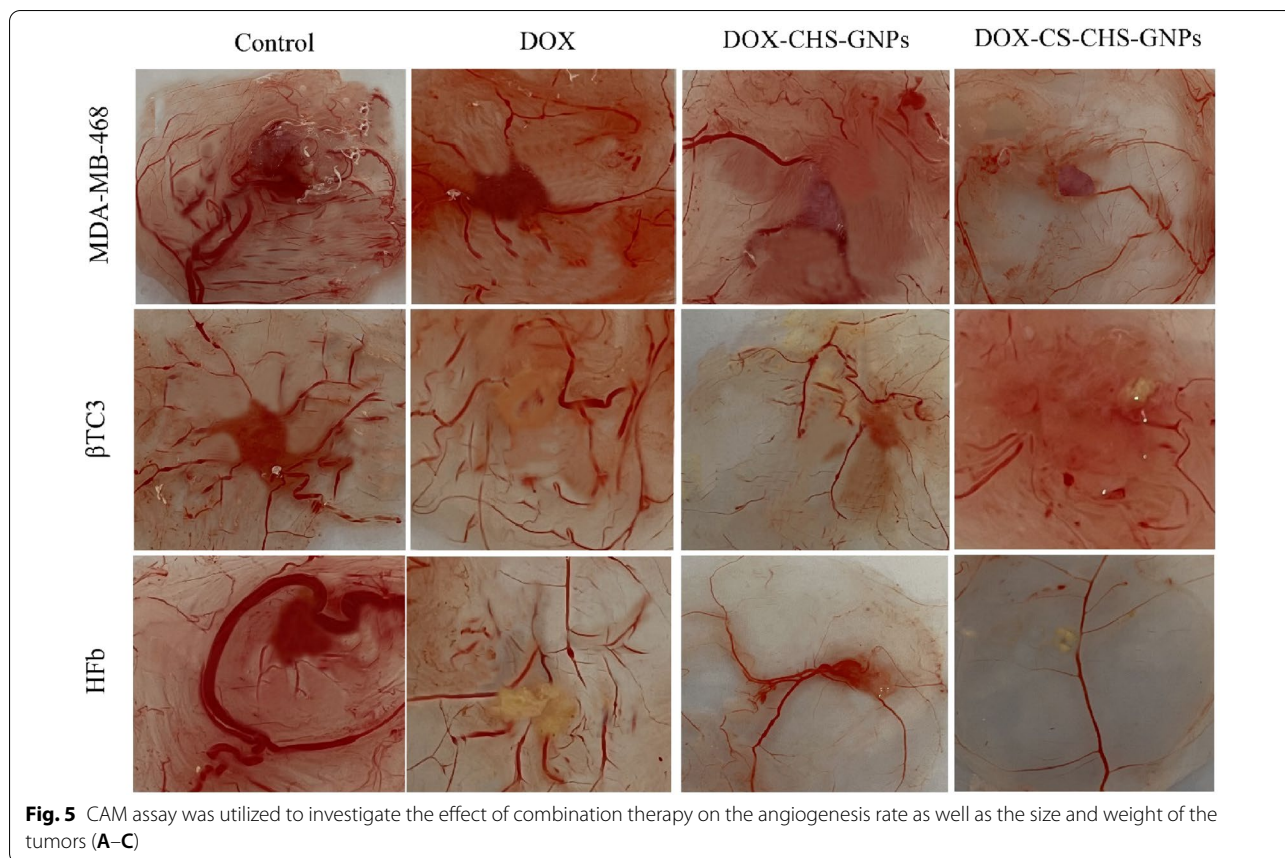 Control DOX DOX-CHS-GNPs DOX-CS-CHS-GNPs
MDA-MB-468
βTC3
HFb
Fig. 5 CAM assay was utilized to investigate the effect of combination therapy on the angiogenesis rate as well as the size and weight of the
tumors (A–C)